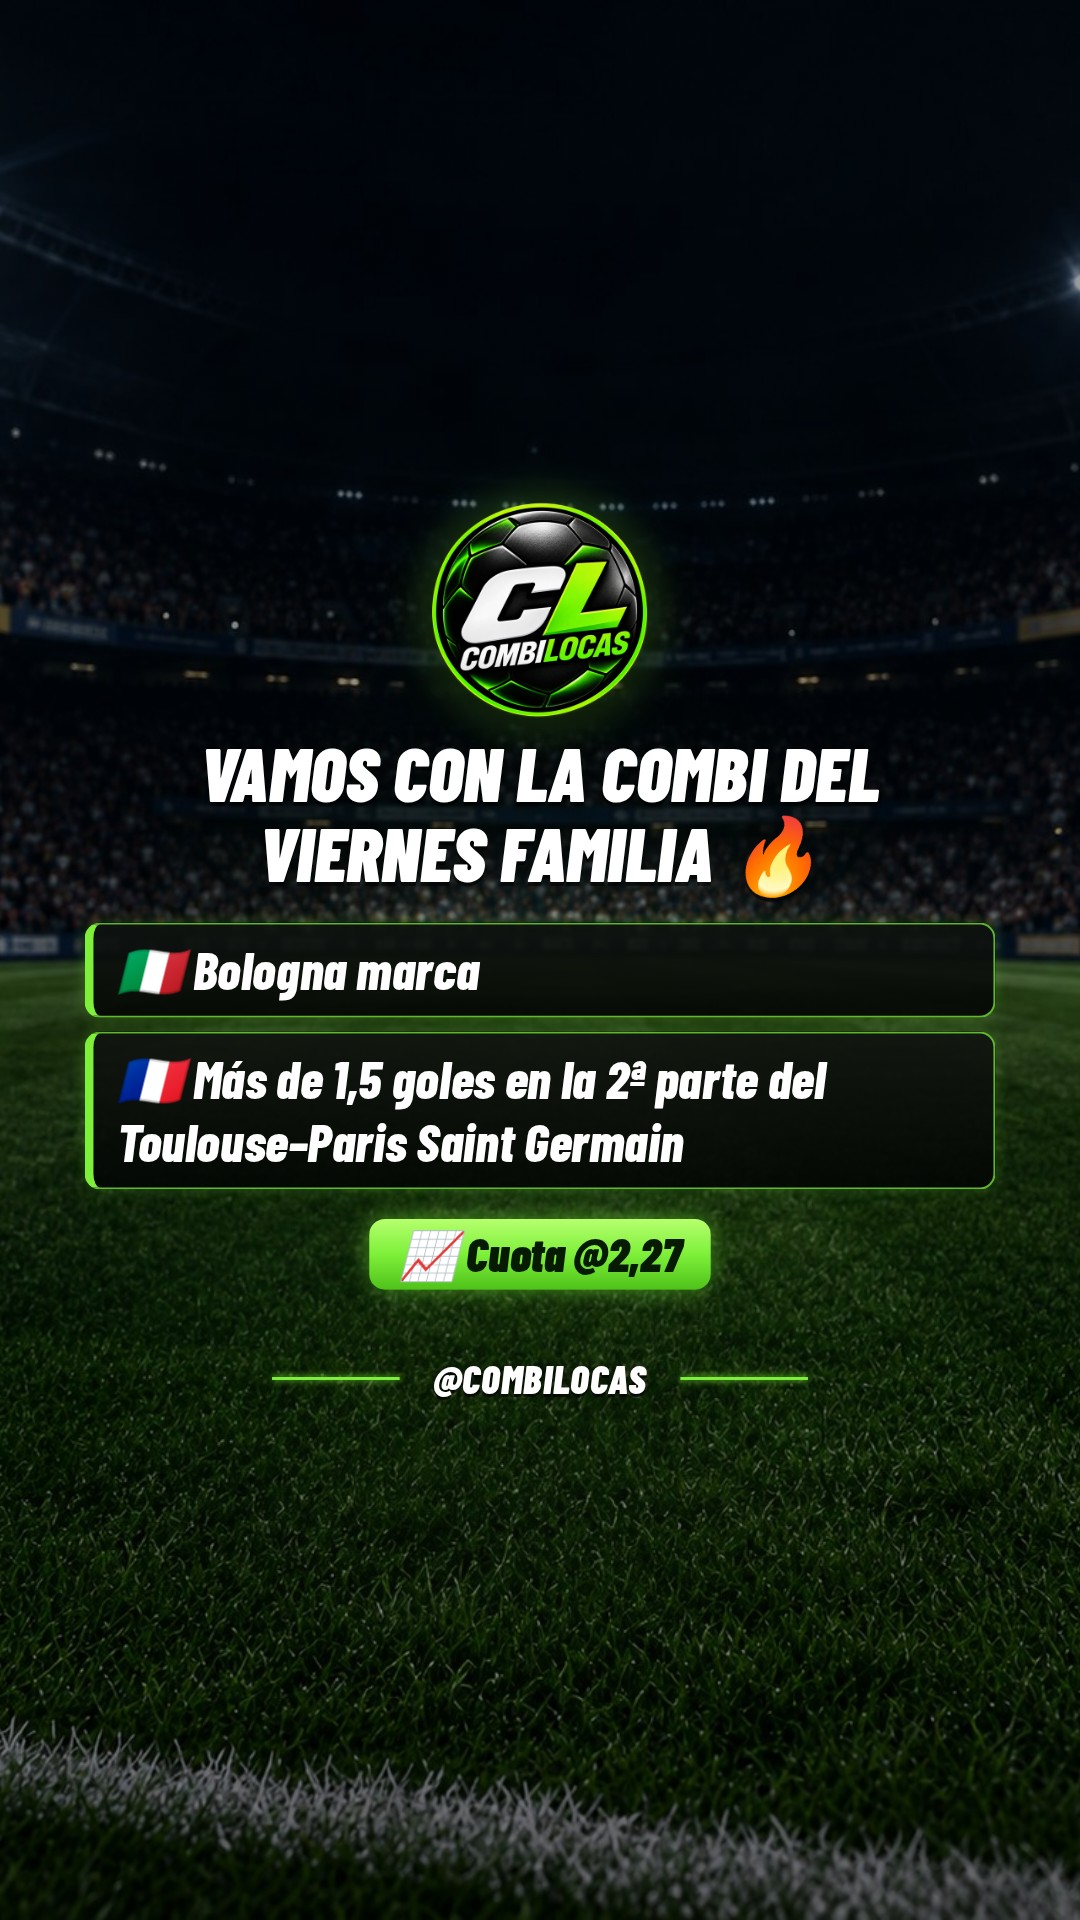 CL
COMBILOCAS
VAMOS CON LA COMBI DEL
VIERNES FAMILIA 🔥
🇮🇹 Bologna marca
🇫🇷 Más de 1,5 goles en la 2ª parte del
Toulouse-Paris Saint Germain
📈 Cuota @2,27
@COMBILOCAS